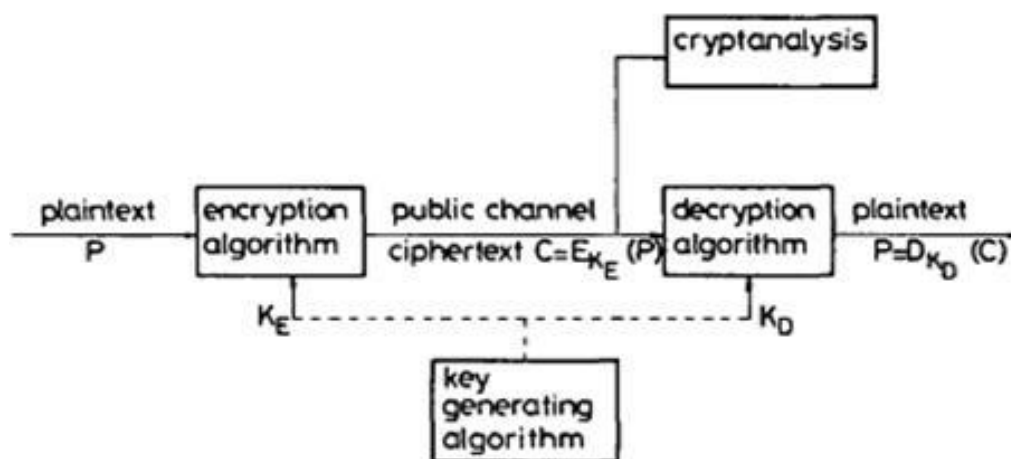 cryptanalysis
plaintext
P
encryption
algorithm
public channel
ciphertext C=E_{K_E}(P)
decryption
algorithm
plaintext
P=D_{K_D}(C)
K_E
K_D
key
generating
algorithm